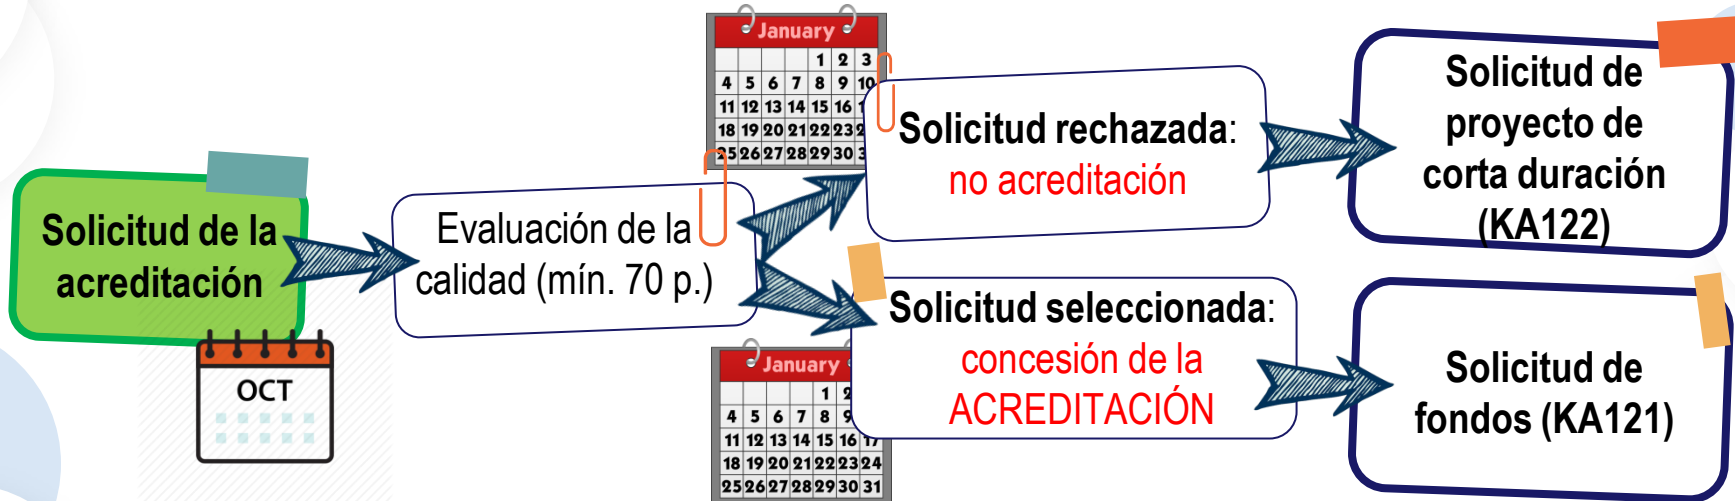 January
1 2 3
4 5 6 7 8 9 10
11 12 13 14 15 16
18 19 20 21 22 23
25 26 27 28 29 30
Solicitud rechazada:
no acreditación
Solicitud de
proyecto de
corta duración
(KA122)
Solicitud de la
acreditación
OCT
Evaluación de la
calidad (mín. 70 p.)
January
1 2
4 5 6 7 8 9
11 12 13 14 15 16 17
18 19 20 21 22 23 24
25 26 27 28 29 30 31
Solicitud seleccionada:
concesión de la
ACREDITACIÓN
Solicitud de
fondos (KA121)